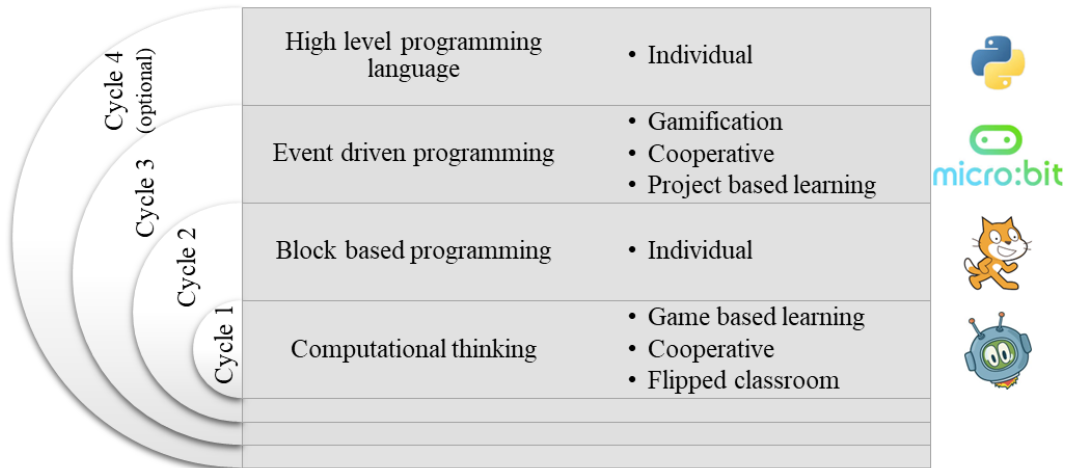 Cycle 4
(optional)
High level programming
language
• Individual
Cycle 3
Event driven programming
• Gamification
• Cooperative
• Project based learning
micro:bit
Cycle 2
Block based programming
• Individual
Cycle 1
Computational thinking
• Game based learning
• Cooperative
• Flipped classroom